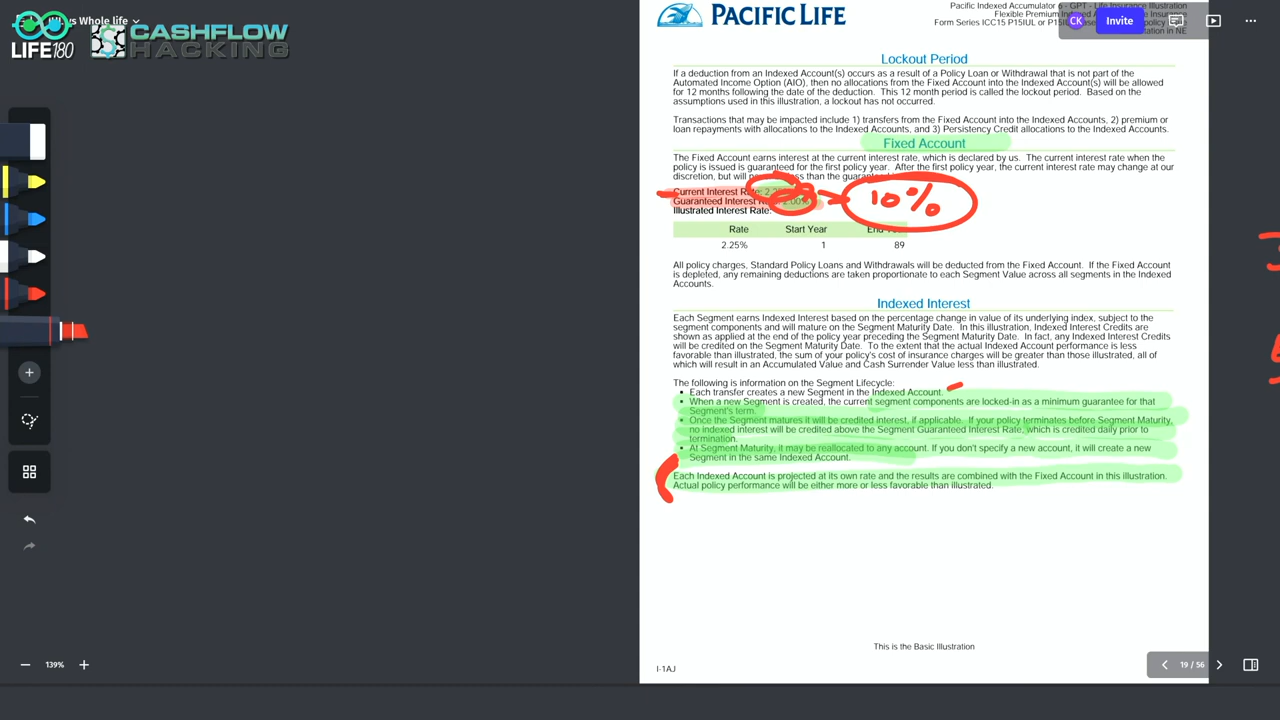 Whole life
LIFE180
CASHFLOW
HACKING
PACIFIC LIFE
Pacific Indexed Accumulator 6 - GPT - Life Insurance Illustration
Flexible Premium Indexed
Form Series ICC15 P15IUL or
in NE
CK
Invite
Lockout Period
If a deduction from an Indexed Account(s) occurs as a result of a Policy Loan or Withdrawal that is not part of the
Automated Income Option (AIO), then no allocations from the Fixed Account into the Indexed Account(s) will be allowed
for 12 months following the date of the deduction. This 12 month period is called the lockout period. Based on the
assumptions used in this illustration, a lockout has not occurred.
Transactions that may be impacted include 1) transfers from the Fixed Account into the Indexed Accounts, 2) premium or
loan repayments with allocations to the Indexed Accounts, and 3) Persistency Credit allocations to the Indexed Accounts.
Fixed Account
The Fixed Account earns interest at the current interest rate, which is declared by us. The current interest rate when the
policy is issued is guaranteed for the first policy year. After the first policy year, the current interest rate may change at our
discretion, but will than the
Current Interest Rate:
Guaranteed Interest 2.00%
10%
Illustrated Interest Rate:
Rate Start Year End
2.25% 1 89
All policy charges, Standard Policy Loans and Withdrawals will be deducted from the Fixed Account. If the Fixed Account
is depleted, any remaining deductions are taken proportionate to each Segment Value across all segments in the Indexed
Accounts.
Indexed Interest
Each Segment earns Indexed Interest based on the percentage change in value of its underlying index, subject to the
segment components and will mature on the Segment Maturity Date. In this illustration, Indexed Interest Credits are
shown as applied at the end of the policy year preceding the Segment Maturity Date. In fact, any Indexed Interest Credits
will be credited on the Segment Maturity Date. To the extent that the actual Indexed Account performance is less
favorable than illustrated, the sum of your policy's cost of insurance charges will be greater than those illustrated, all of
which will result in an Accumulated Value and Cash Surrender Value less than illustrated.
The following is information on the Segment Lifecycle:
• Each transfer creates a new Segment in the Indexed Account.
• When a new Segment is created, the current segment components are locked-in as a minimum guarantee for that
Segment's term.
• Once the Segment matures it will be credited interest, if applicable. If your policy terminates before Segment Maturity,
no indexed interest will be credited above the Segment Guaranteed Interest Rate, which is credited daily prior to
termination.
• At Segment Maturity, it may be reallocated to any account. If you don't specify a new account, it will create a new
Segment in the same Indexed Account.
Each Indexed Account is projected at its own rate and the results are combined with the Fixed Account in this illustration.
Actual policy performance will be either more or less favorable than illustrated.
This is the Basic Illustration
I-1AJ
139%
19 / 56